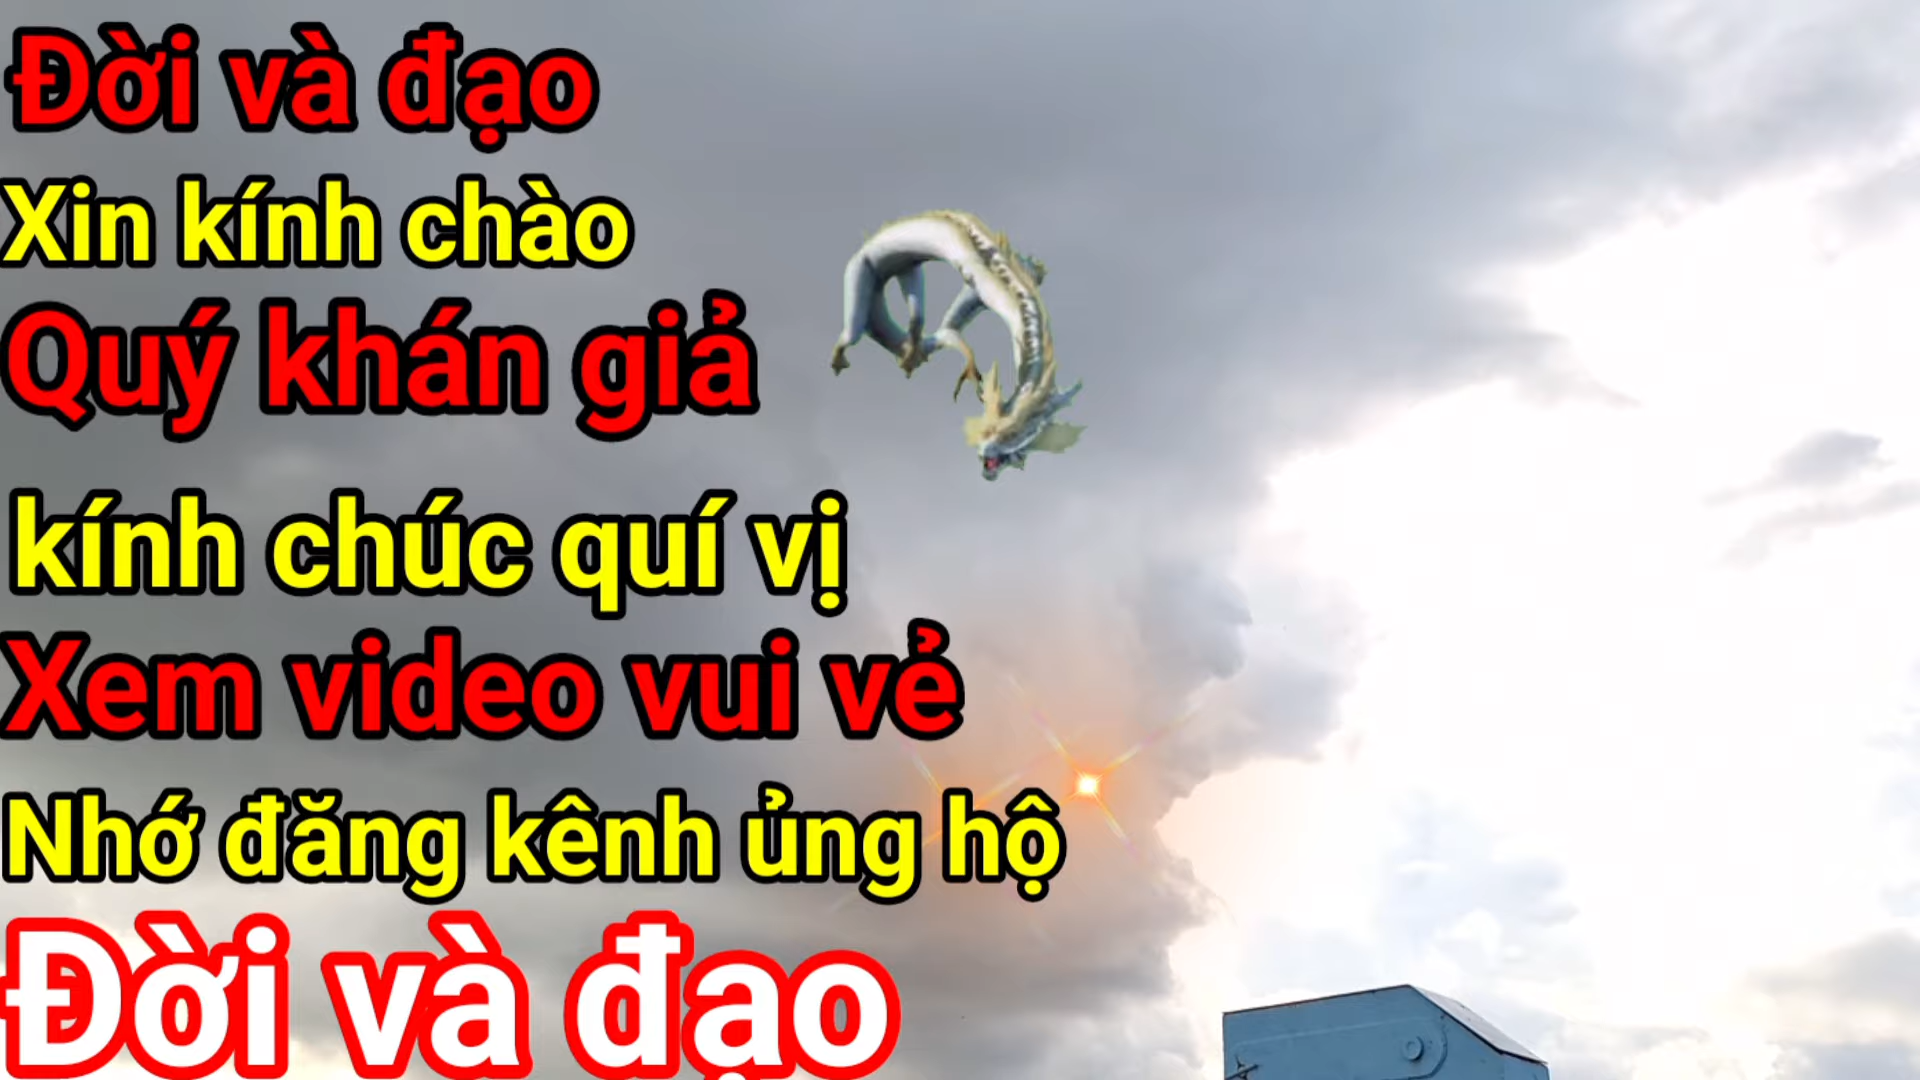 Đời và đạo
Xin kính chào
Quý khán giả
kính chúc quí vị
Xem video vui vẻ
Nhớ đăng kênh ủng hộ
Đời và đạo